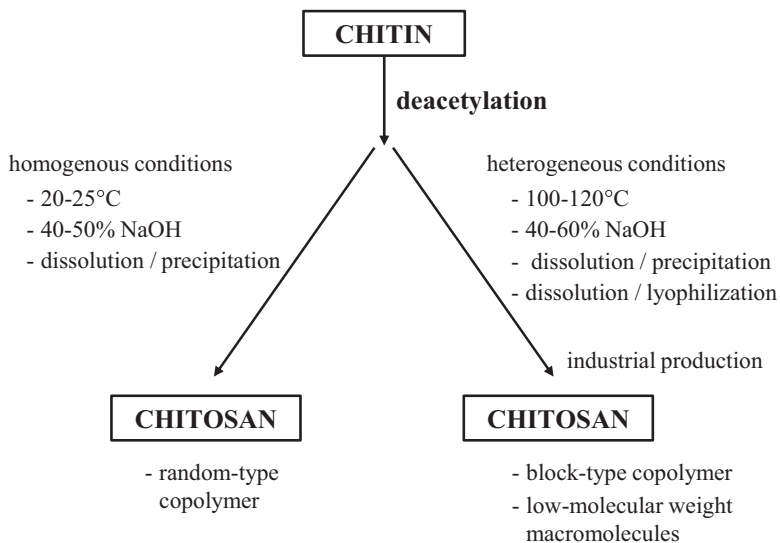 CHITIN
deacetylation
homogenous conditions
- 20-25°C
- 40-50% NaOH
- dissolution / precipitation
heterogeneous conditions
- 100-120°C
- 40-60% NaOH
- dissolution / precipitation
- dissolution / lyophilization
industrial production
CHITOSAN
- random-type
copolymer
CHITOSAN
- block-type copolymer
- low-molecular weight
macromolecules